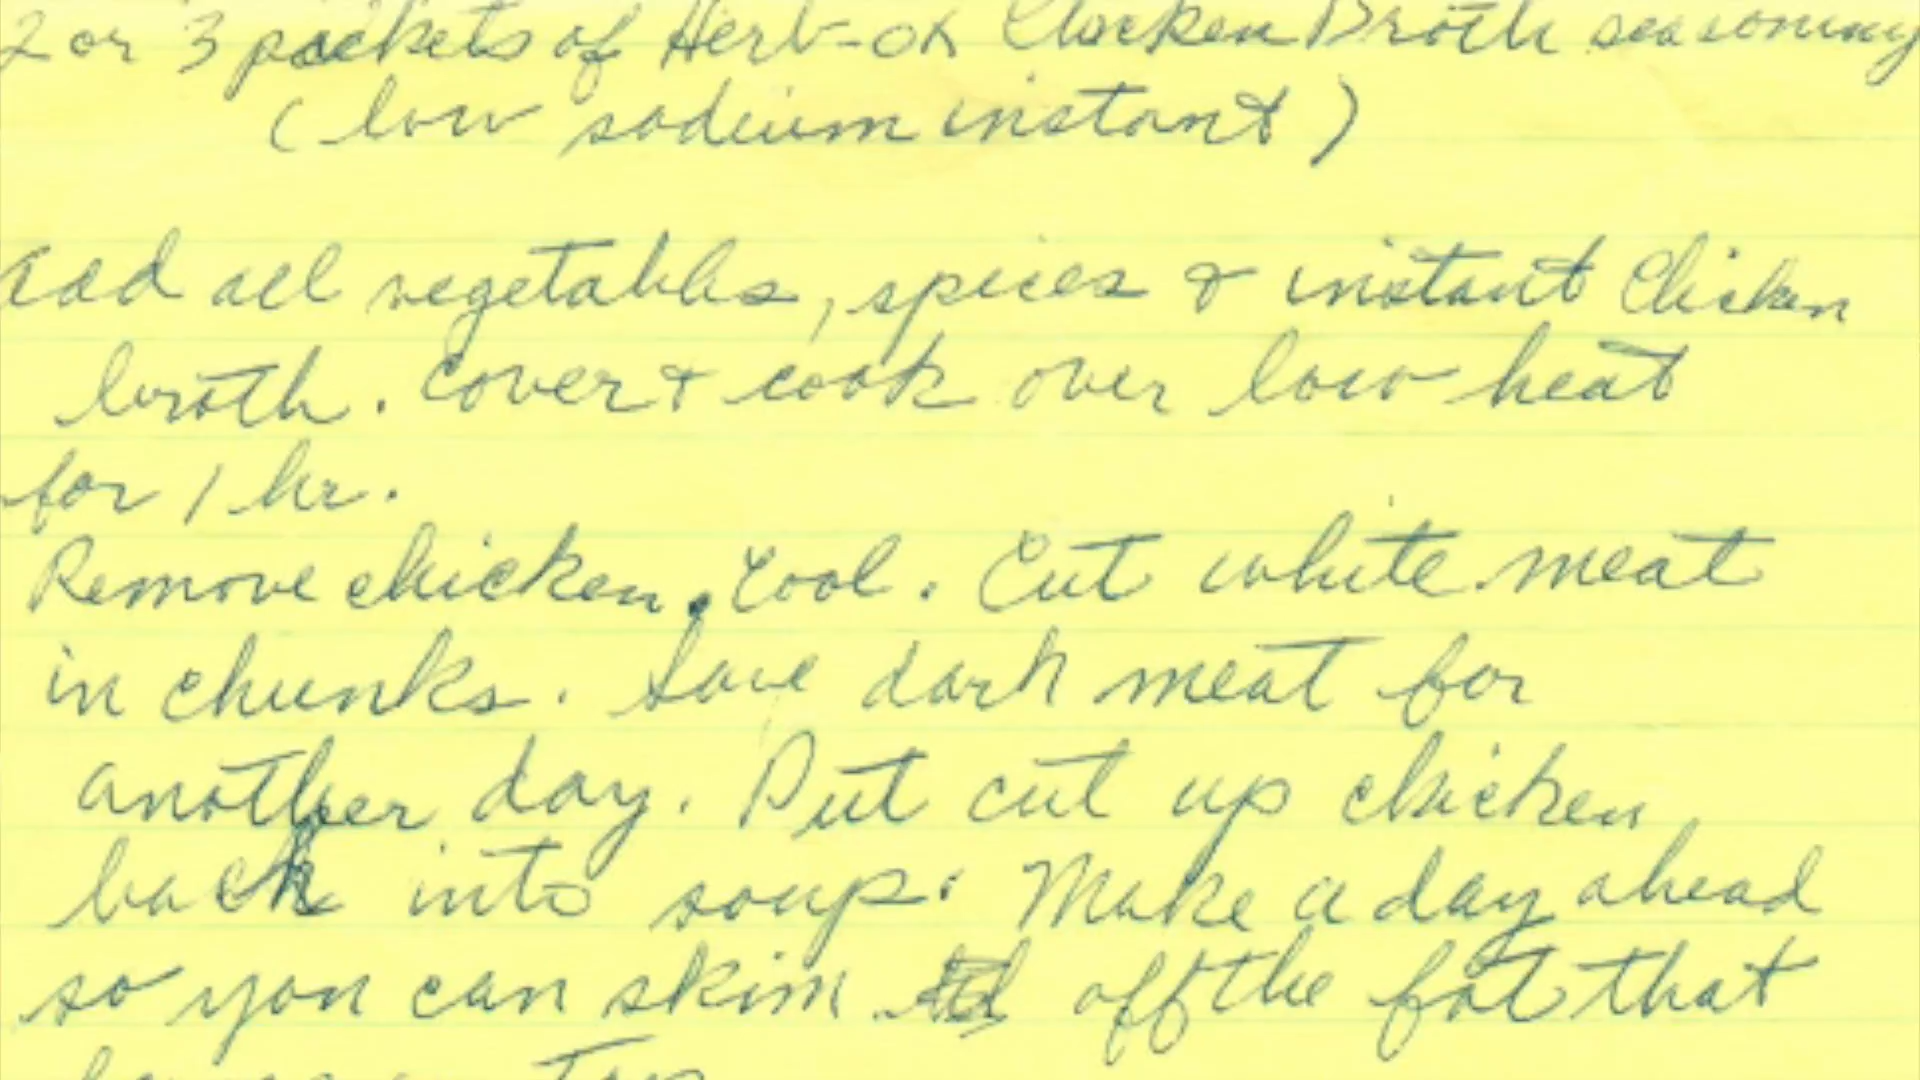 2 or 3 packets of Herb-ox Chicken Broth seasoning
(low sodium instant)
Add all vegetables, spices & instant Chicken
broth. Cover & cook over low heat
for 1 hr.
Remove chicken. Cool. Cut white meat
in chunks. Save dark meat for
another day. Put cut up chicken
back into soup. Make a day ahead
so you can skim off the fat that
on Top